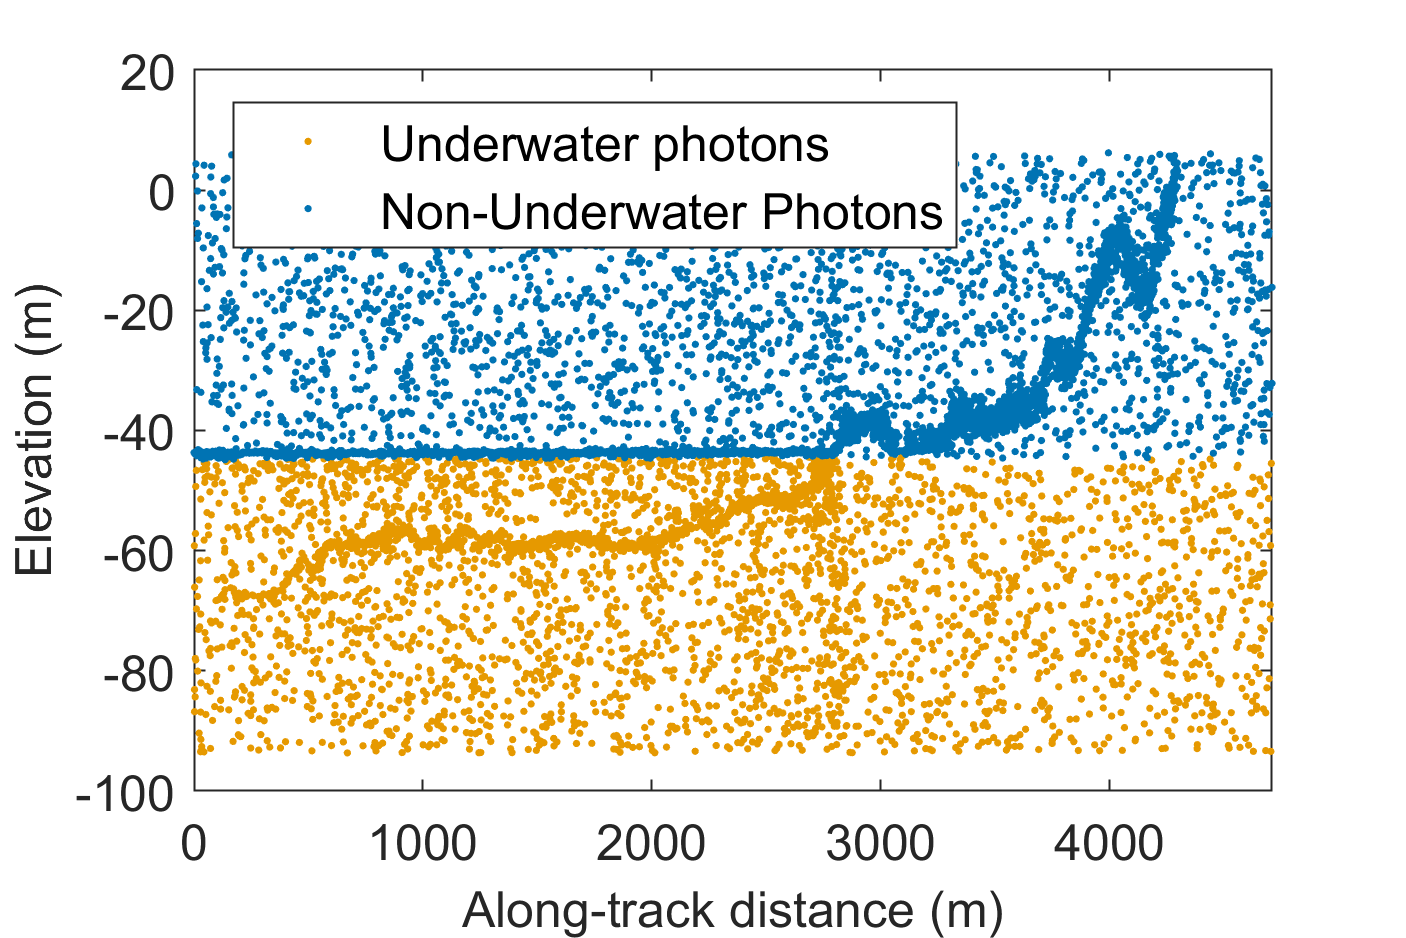 20
0
-20
-40
-60
-80
-100
Elevation (m)
Underwater photons
Non-Underwater Photons
0 1000 2000 3000 4000
Along-track distance (m)